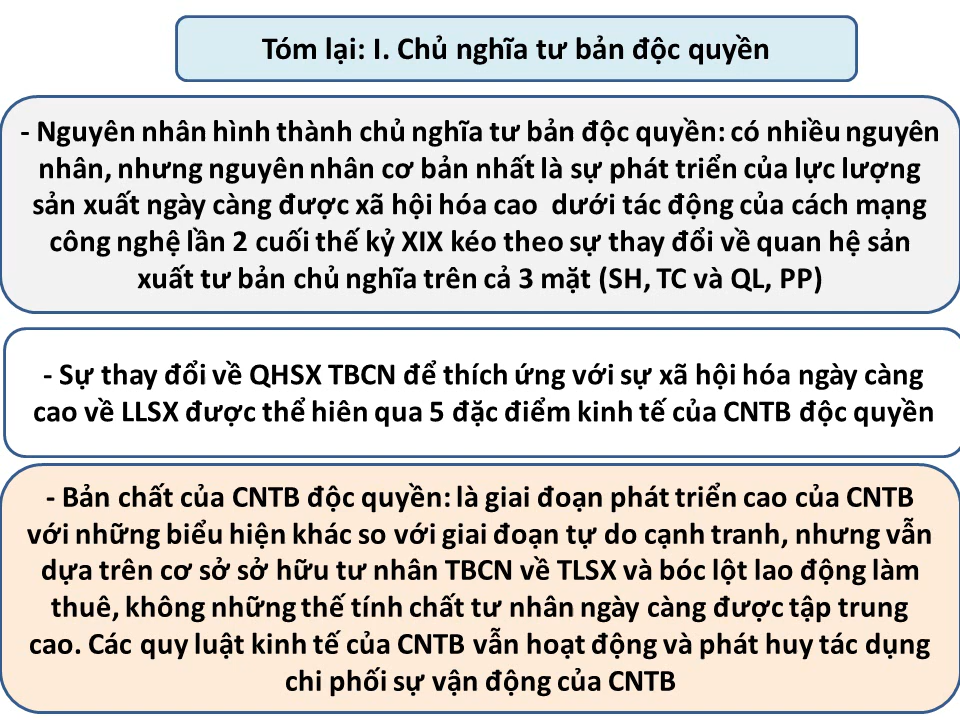 Tóm lại: I. Chủ nghĩa tư bản độc quyền
- Nguyên nhân hình thành chủ nghĩa tư bản độc quyền: có nhiều nguyên
nhân, nhưng nguyên nhân cơ bản nhất là sự phát triển của lực lượng
sản xuất ngày càng được xã hội hóa cao dưới tác động của cách mạng
công nghệ lần 2 cuối thế kỷ XIX kéo theo sự thay đổi về quan hệ sản
xuất tư bản chủ nghĩa trên cả 3 mặt (SH, TC và QL, PP)
- Sự thay đổi về QHSX TBCN để thích ứng với sự xã hội hóa ngày càng
cao về LLSX được thể hiên qua 5 đặc điểm kinh tế của CNTB độc quyền
- Bản chất của CNTB độc quyền: là giai đoạn phát triển cao của CNTB
với những biểu hiện khác so với giai đoạn tự do cạnh tranh, nhưng vẫn
dựa trên cơ sở sở hữu tư nhân TBCN về TLSX và bóc lột lao động làm
thuê, không những thế tính chất tư nhân ngày càng được tập trung
cao. Các quy luật kinh tế của CNTB vẫn hoạt động và phát huy tác dụng
chi phối sự vận động của CNTB